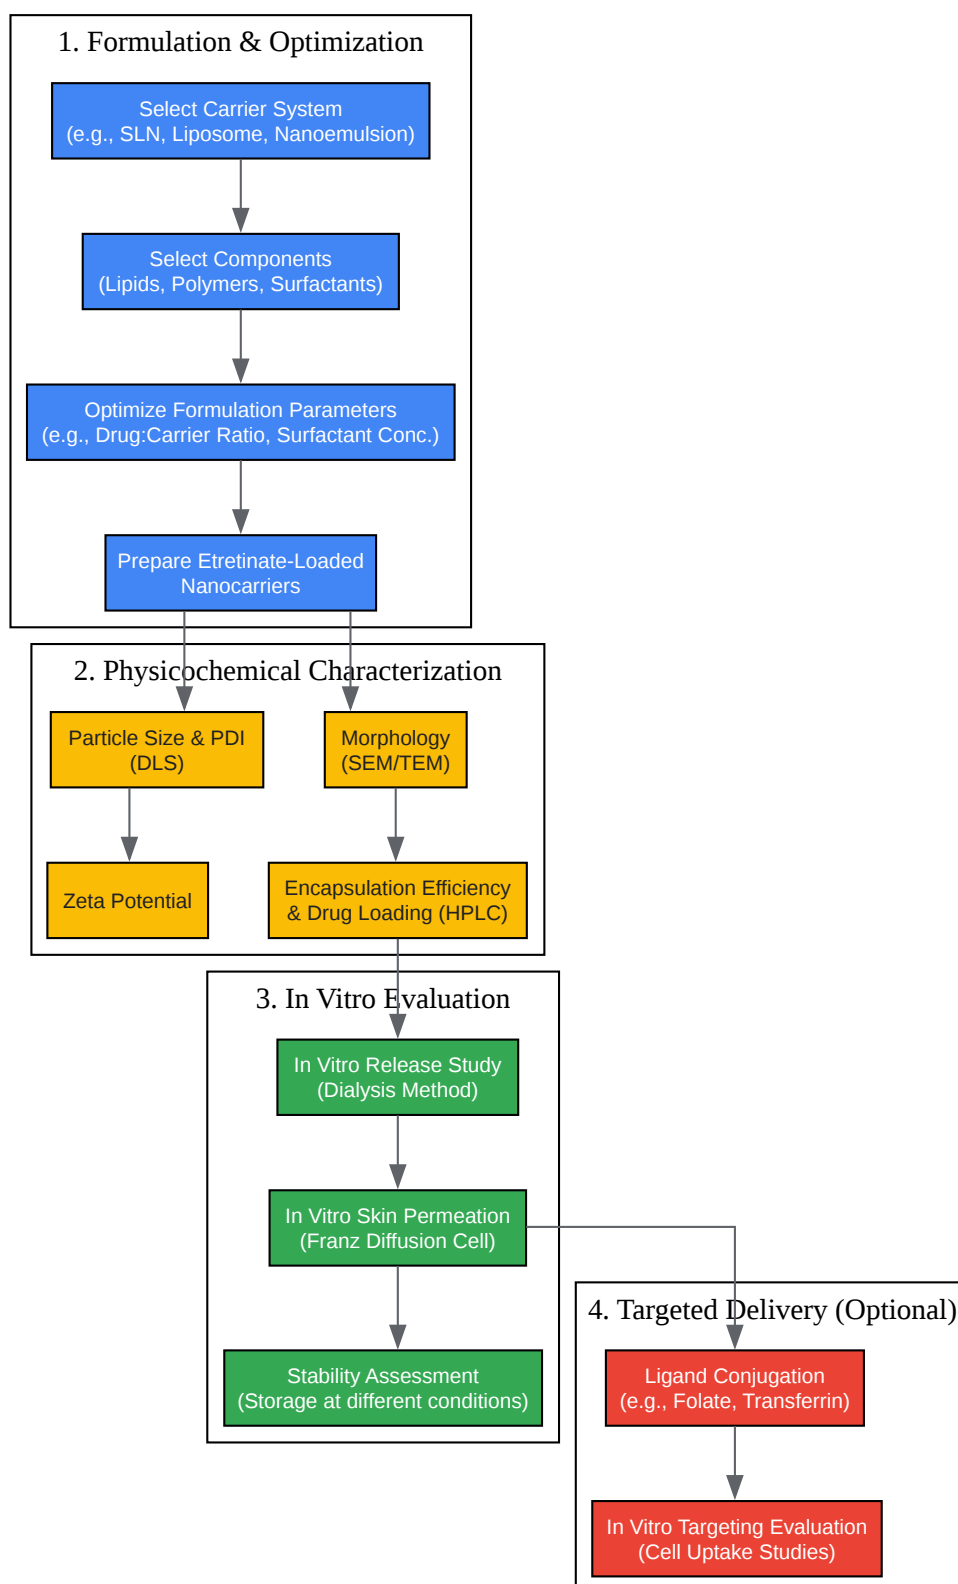 1. Formulation & Optimization
Select Carrier System
(e.g., SLN, Liposome, Nanoemulsion)
Select Components
(Lipids, Polymers, Surfactants)
Optimize Formulation Parameters
(e.g., Drug:Carrier Ratio, Surfactant Conc.)
Prepare Etretinate-Loaded
Nanocarriers
2. Physicochemical Characterization
Particle Size & PDI
(DLS)
Morphology
(SEM/TEM)
Zeta Potential
Encapsulation Efficiency
& Drug Loading (HPLC)
3. In Vitro Evaluation
In Vitro Release Study
(Dialysis Method)
In Vitro Skin Permeation
(Franz Diffusion Cell)
Stability Assessment
(Storage at different conditions)
4. Targeted Delivery (Optional)
Ligand Conjugation
(e.g., Folate, Transferrin)
In Vitro Targeting Evaluation
(Cell Uptake Studies)